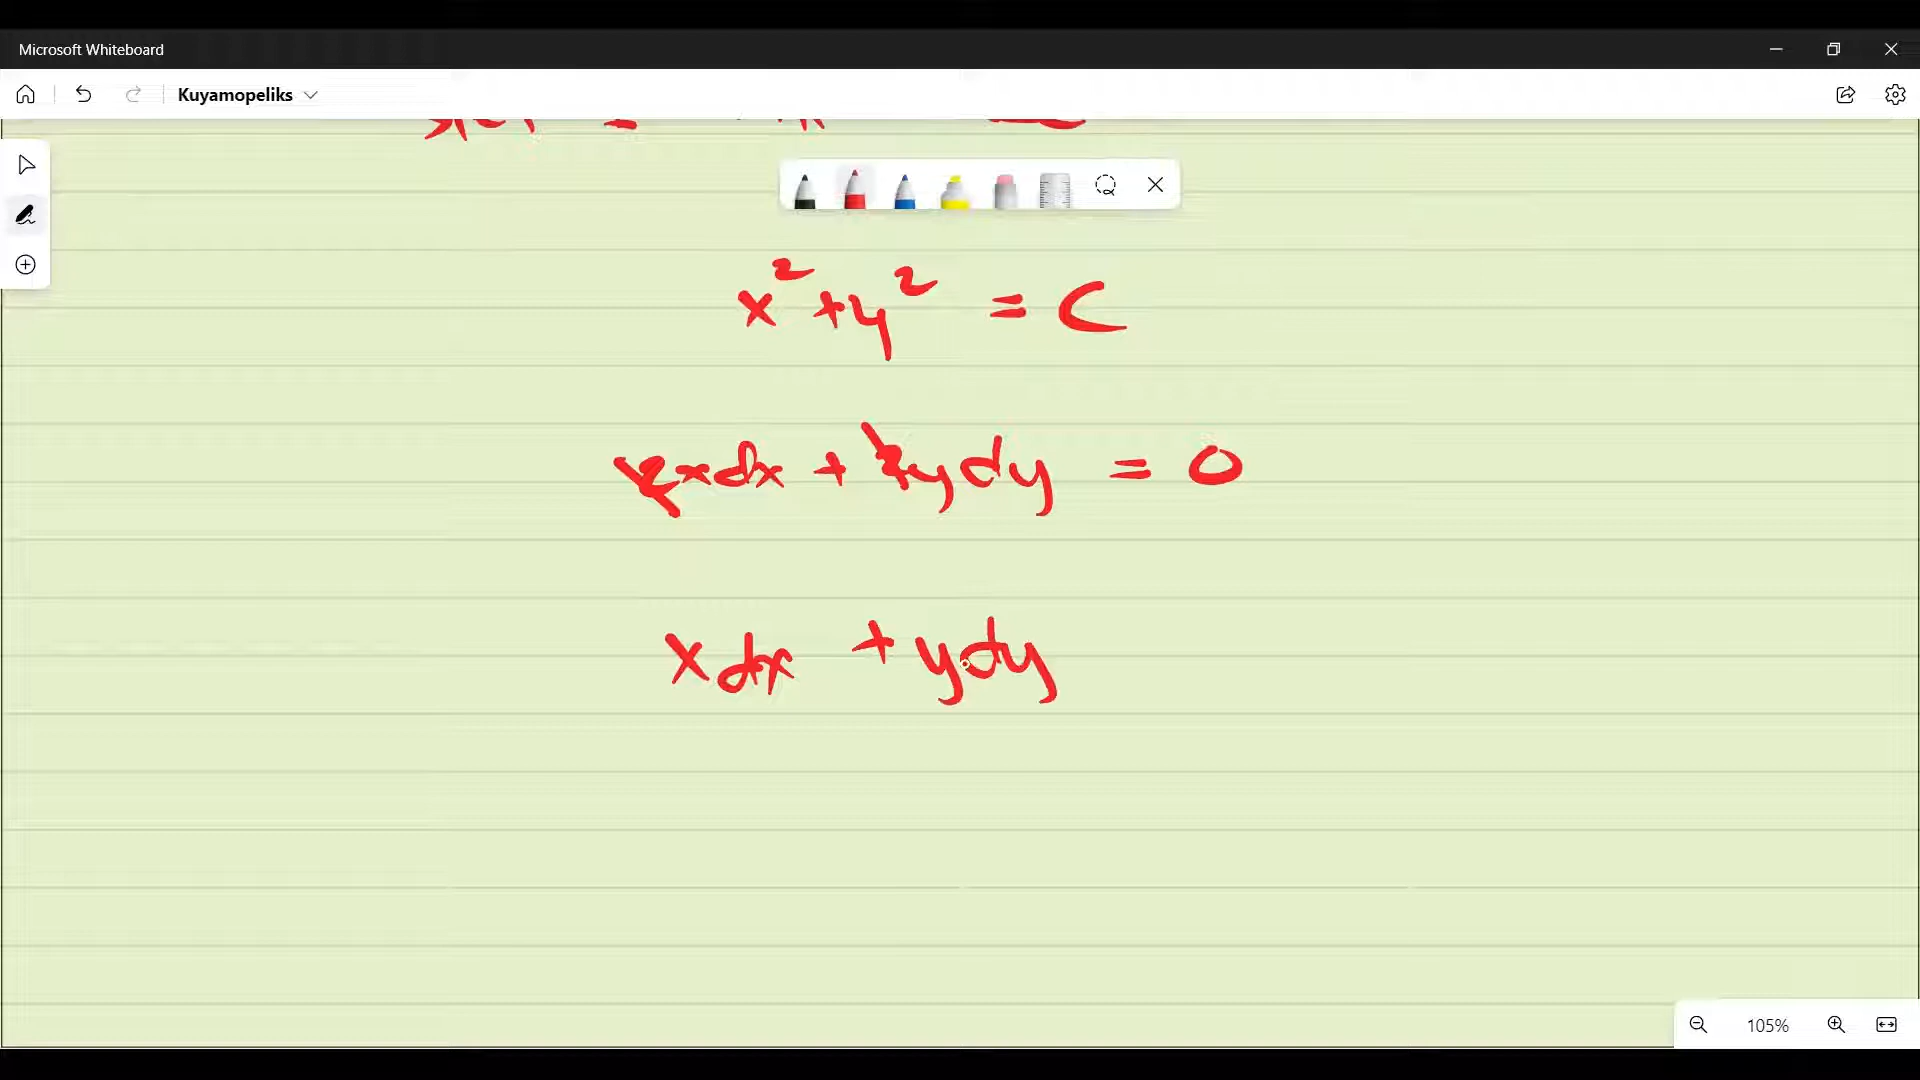 Microsoft Whiteboard
Kuyamopeliks
x² + y² = C
2xdx + 2ydy = 0
xdx + ydy
105%